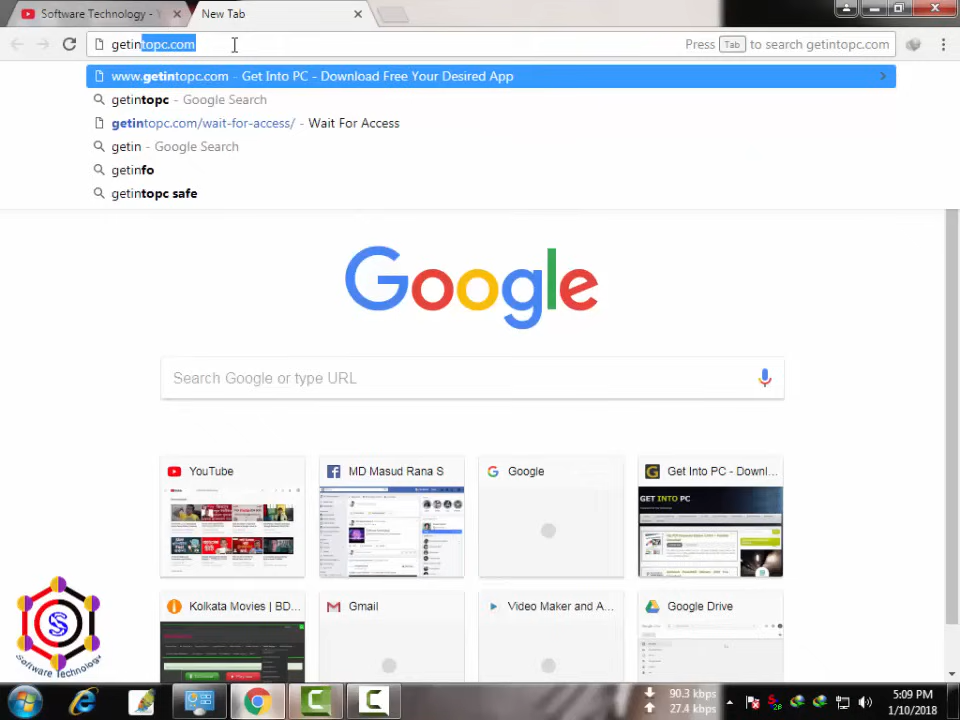 Software Technology - Y
New Tab
getintopc.com
Press Tab to search getintopc.com
www.getintopc.com - Get Into PC - Download Free Your Desired App
getintopc - Google Search
getintopc.com/wait-for-access/ - Wait For Access
getin - Google Search
getinfo
getintopc safe
Google
Search Google or type URL
YouTube
MD Masud Rana S
Google
Get Into PC - Downl...
GET INTO PC
Kolkata Movies | BD...
Gmail
Video Maker and A...
Google Drive
S
Software Technology
90.3 kbps
27.4 kbps
5:09 PM
1/10/2018